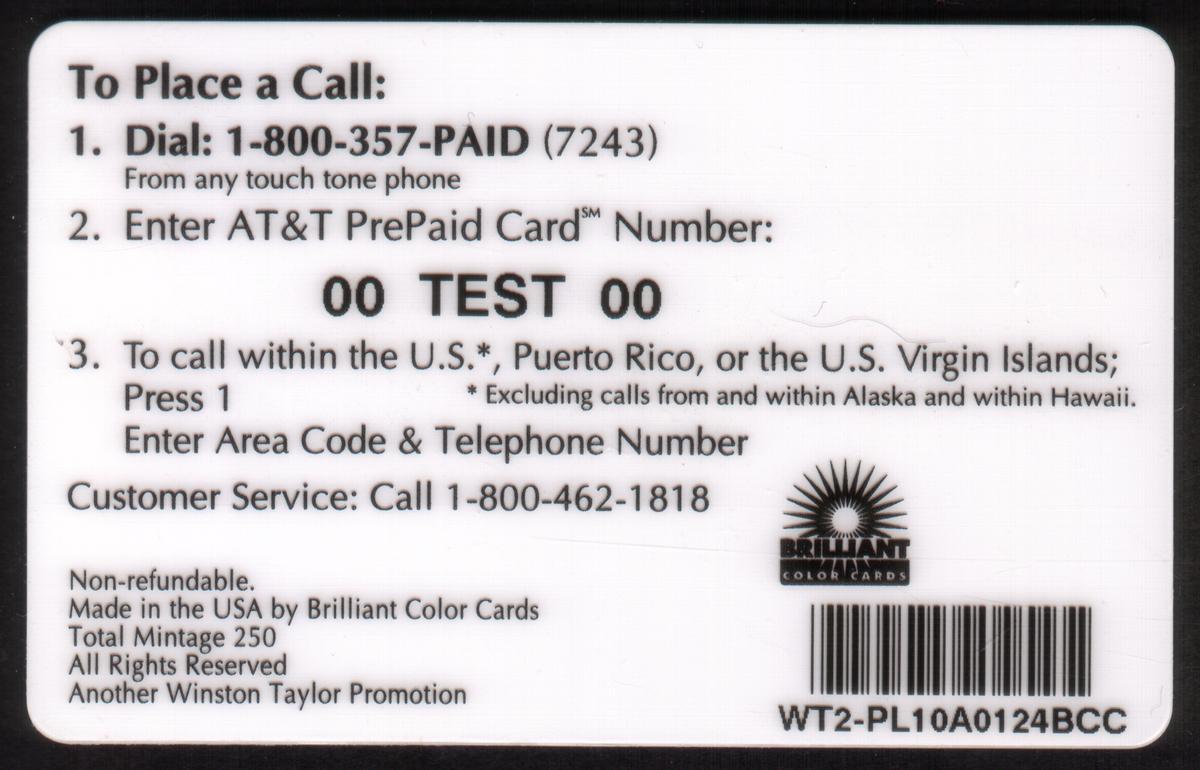 To Place a Call:
1. Dial: 1-800-357-PAID (7243)
From any touch tone phone
2. Enter AT&T PrePaid Card℠ Number:
00 TEST 00
3. To call within the U.S.*, Puerto Rico, or the U.S. Virgin Islands;
Press 1 * Excluding calls from and within Alaska and within Hawaii.
Enter Area Code & Telephone Number
Customer Service: Call 1-800-462-1818
BRILLIANT
COLOR CARDS
Non-refundable.
Made in the USA by Brilliant Color Cards
Total Mintage 250
All Rights Reserved
Another Winston Taylor Promotion
WT2-PL10A0124BCC